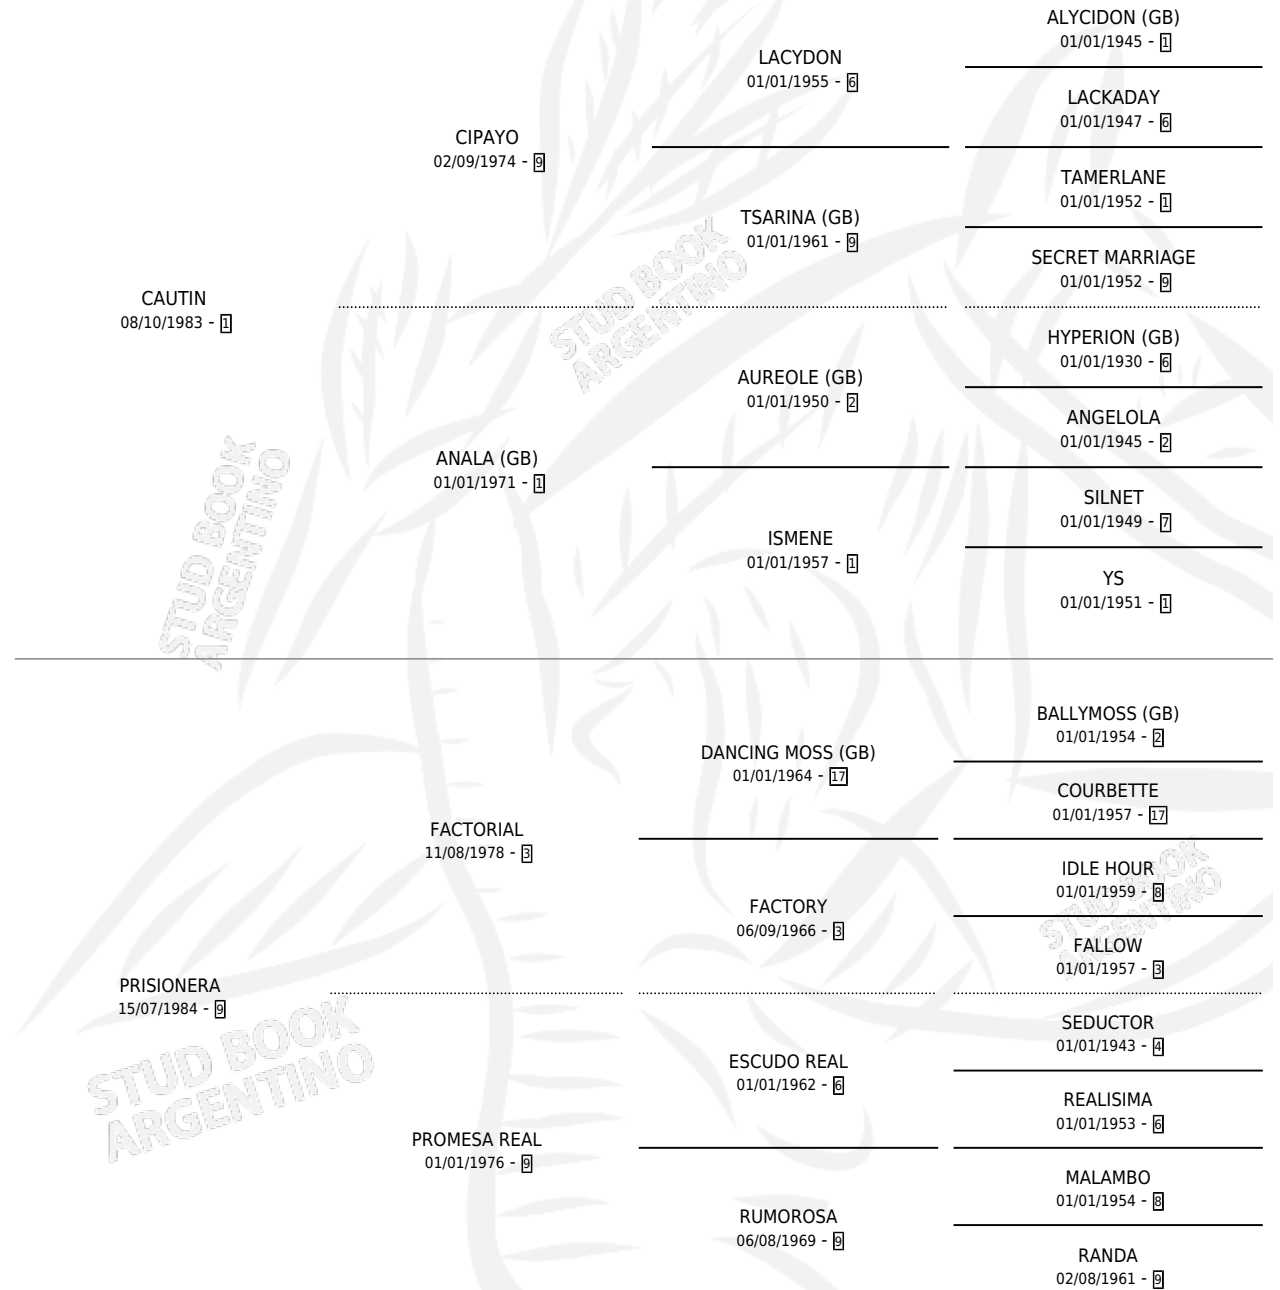 ALYCIDON (GB)
01/01/1945 - 1
LACYDON
01/01/1955 - 6
LACKADAY
01/01/1947 - 6
CIPAYO
02/09/1974 - 9
TAMERLANE
01/01/1952 - 1
TSARINA (GB)
01/01/1961 - 9
SECRET MARRIAGE
01/01/1952 - 9
CAUTIN
08/10/1983 - 1
HYPERION (GB)
01/01/1930 - 6
AUREOLE (GB)
01/01/1950 - 2
ANGELOLA
01/01/1945 - 2
ANALA (GB)
01/01/1971 - 1
SILNET
01/01/1949 - 7
ISMENE
01/01/1957 - 1
YS
01/01/1951 - 1
BALLYMOSS (GB)
01/01/1954 - 2
DANCING MOSS (GB)
01/01/1964 - 17
COURBETTE
01/01/1957 - 17
FACTORIAL
11/08/1978 - 3
IDLE HOUR
01/01/1959 - 8
FACTORY
06/09/1966 - 3
FALLOW
01/01/1957 - 3
PRISIONERA
15/07/1984 - 9
SEDUCTOR
01/01/1943 - 4
ESCUDO REAL
01/01/1962 - 6
REALISIMA
01/01/1953 - 6
PROMESA REAL
01/01/1976 - 9
MALAMBO
01/01/1954 - 8
RUMOROSA
06/08/1969 - 9
RANDA
02/08/1961 - 9
STUD BOOK
ARGENTINO
STUD BOOK
ARGENTINO
STUD BOOK
ARGENTINO
STUD BOOK
ARGENTINO